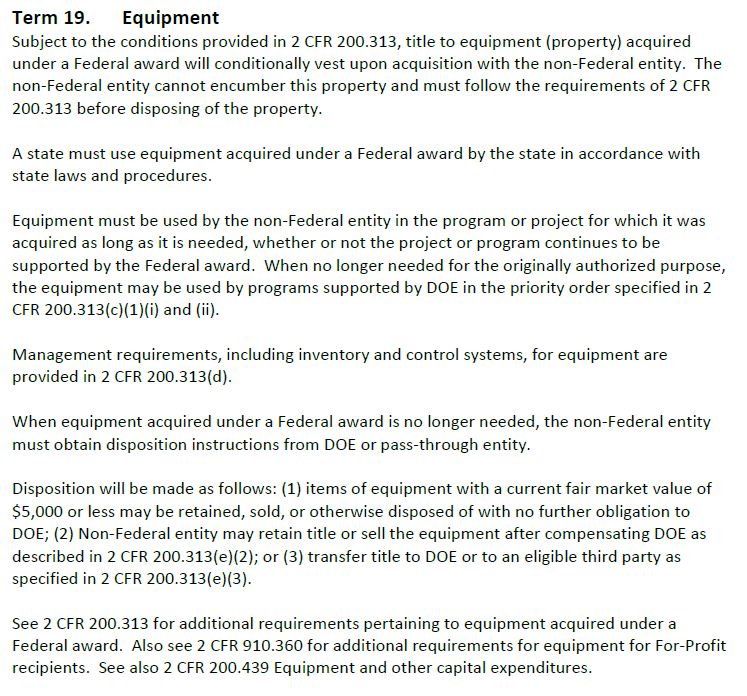 Term 19. Equipment
Subject to the conditions provided in 2 CFR 200.313, title to equipment (property) acquired
under a Federal award will conditionally vest upon acquisition with the non-Federal entity. The
non-Federal entity cannot encumber this property and must follow the requirements of 2 CFR
200.313 before disposing of the property.
A state must use equipment acquired under a Federal award by the state in accordance with
state laws and procedures.
Equipment must be used by the non-Federal entity in the program or project for which it was
acquired as long as it is needed, whether or not the project or program continues to be
supported by the Federal award. When no longer needed for the originally authorized purpose,
the equipment may be used by programs supported by DOE in the priority order specified in 2
CFR 200.313(c)(1)(i) and (ii).
Management requirements, including inventory and control systems, for equipment are
provided in 2 CFR 200.313(d).
When equipment acquired under a Federal award is no longer needed, the non-Federal entity
must obtain disposition instructions from DOE or pass-through entity.
Disposition will be made as follows: (1) items of equipment with a current fair market value of
$5,000 or less may be retained, sold, or otherwise disposed of with no further obligation to
DOE; (2) Non-Federal entity may retain title or sell the equipment after compensating DOE as
described in 2 CFR 200.313(e)(2); or (3) transfer title to DOE or to an eligible third party as
specified in 2 CFR 200.313(e)(3).
See 2 CFR 200.313 for additional requirements pertaining to equipment acquired under a
Federal award. Also see 2 CFR 910.360 for additional requirements for equipment for For-Profit
recipients. See also 2 CFR 200.439 Equipment and other capital expenditures.